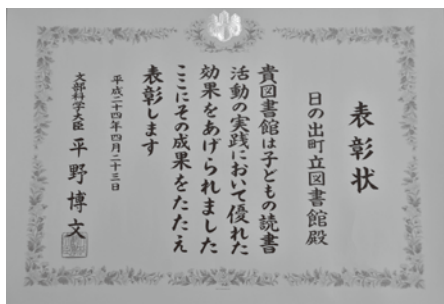 表彰状
日の出町立図書館殿
貴図書館は子どもの読書
活動の実践において優れた
効果をあげられました
ここにその成果をたたえ
表彰します
平成二十四年四月二十三日
文部科学大臣 平野博文